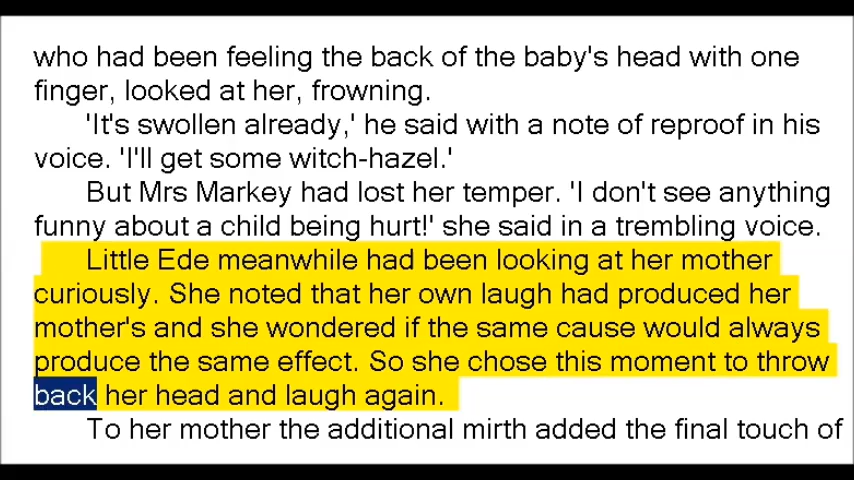 who had been feeling the back of the baby's head with one
finger, looked at her, frowning.
'It's swollen already,' he said with a note of reproof in his
voice. 'I'll get some witch-hazel.'
But Mrs Markey had lost her temper. 'I don't see anything
funny about a child being hurt!' she said in a trembling voice.
Little Ede meanwhile had been looking at her mother
curiously. She noted that her own laugh had produced her
mother's and she wondered if the same cause would always
produce the same effect. So she chose this moment to throw
back her head and laugh again.
To her mother the additional mirth added the final touch of